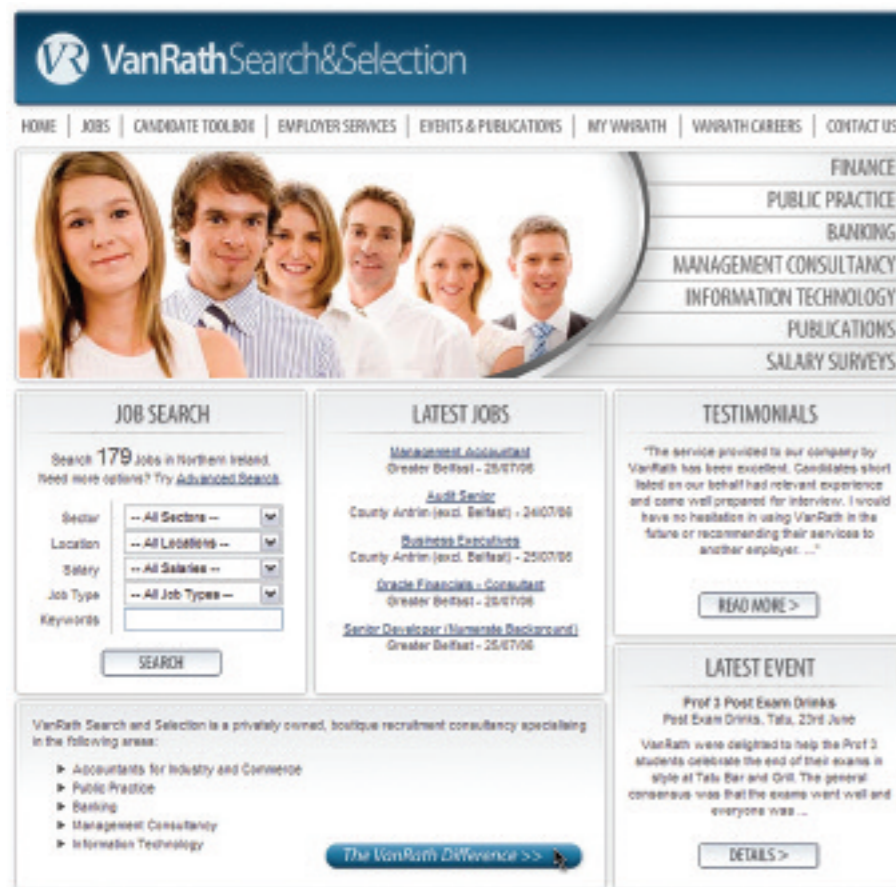 VR VanRath Search&Selection
HOME | JOBS | CANDIDATE TOOLBOX | EMPLOYER SERVICES | EVENTS & PUBLICATIONS | MY VANRATH | VANRATH CAREERS | CONTACT US
FINANCE
PUBLIC PRACTICE
BANKING
MANAGEMENT CONSULTANCY
INFORMATION TECHNOLOGY
PUBLICATIONS
SALARY SURVEYS
JOB SEARCH
Search 179 Jobs in Northern Ireland.
Need more options? Try Advanced Search.
Sector -- All Sectors --
Location -- All Locations --
Salary -- All Salaries --
Job Type -- All Job Types --
Keywords
SEARCH
LATEST JOBS
Management Accountant
Greater Belfast - 25/07/06
Audit Senior
County Antrim (excl. Belfast) - 24/07/06
Business Executives
County Antrim (excl. Belfast) - 25/07/06
Oracle Financials - Consultant
Greater Belfast - 20/07/06
Senior Developer (Numerate Background)
Greater Belfast - 25/07/06
TESTIMONIALS
"The service provided to our company by
VanRath has been excellent. Candidates short
listed on our behalf had relevant experience
and came well prepared for interview. I would
have no hesitation in using VanRath in the
future or recommending their services to
another employer. ..."
READ MORE >
LATEST EVENT
Prof 3 Post Exam Drinks
Post Exam Drinks, Tatu, 23rd June
VanRath were delighted to help the Prof 3
students celebrate the end of their exams in
style at Tatu Bar and Grill. The general
consensus was that the exams went well and
everyone was ...
DETAILS >
VanRath Search and Selection is a privately owned, boutique recruitment consultancy specialising
in the following areas:
Accountants for Industry and Commerce
Public Practice
Banking
Management Consultancy
Information Technology
The VanRath Difference >>